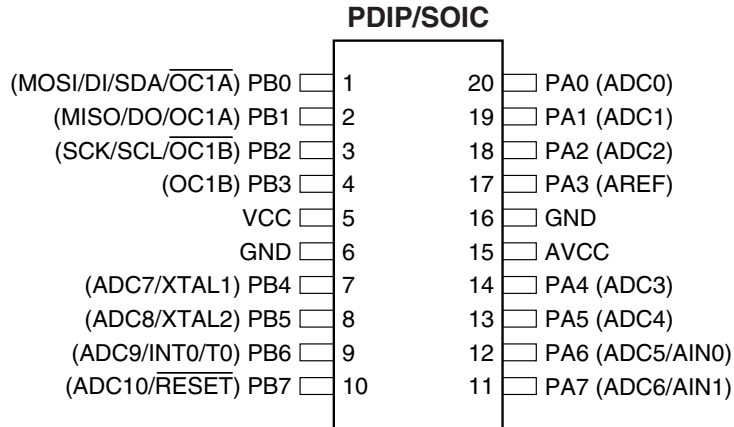 PDIP/SOIC
(MOSI/DI/SDA/OC1A) PB0 1 20 PA0 (ADC0)
(MISO/DO/OC1A) PB1 2 19 PA1 (ADC1)
(SCK/SCL/OC1B) PB2 3 18 PA2 (ADC2)
(OC1B) PB3 4 17 PA3 (AREF)
VCC 5 16 GND
GND 6 15 AVCC
(ADC7/XTAL1) PB4 7 14 PA4 (ADC3)
(ADC8/XTAL2) PB5 8 13 PA5 (ADC4)
(ADC9/INT0/T0) PB6 9 12 PA6 (ADC5/AIN0)
(ADC10/RESET) PB7 10 11 PA7 (ADC6/AIN1)